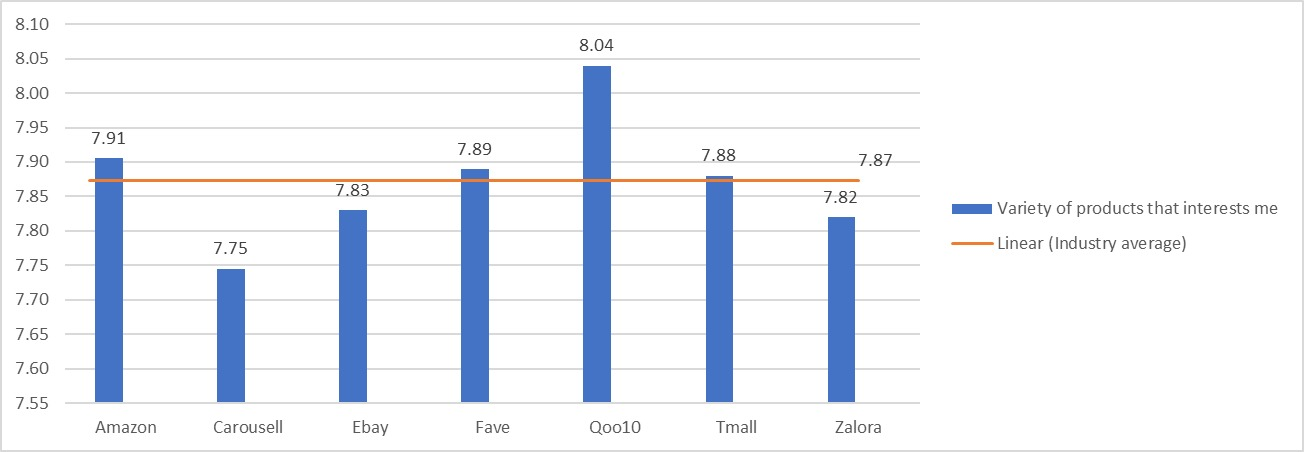 8.10
8.05
8.00
7.95
7.90
7.85
7.80
7.75
7.70
7.65
7.60
7.55
7.91
7.75
7.83
7.89
8.04
7.88
7.82
7.87
Amazon
Carousell
Ebay
Fave
Qoo10
Tmall
Zalora
Variety of products that interests me
Linear (Industry average)